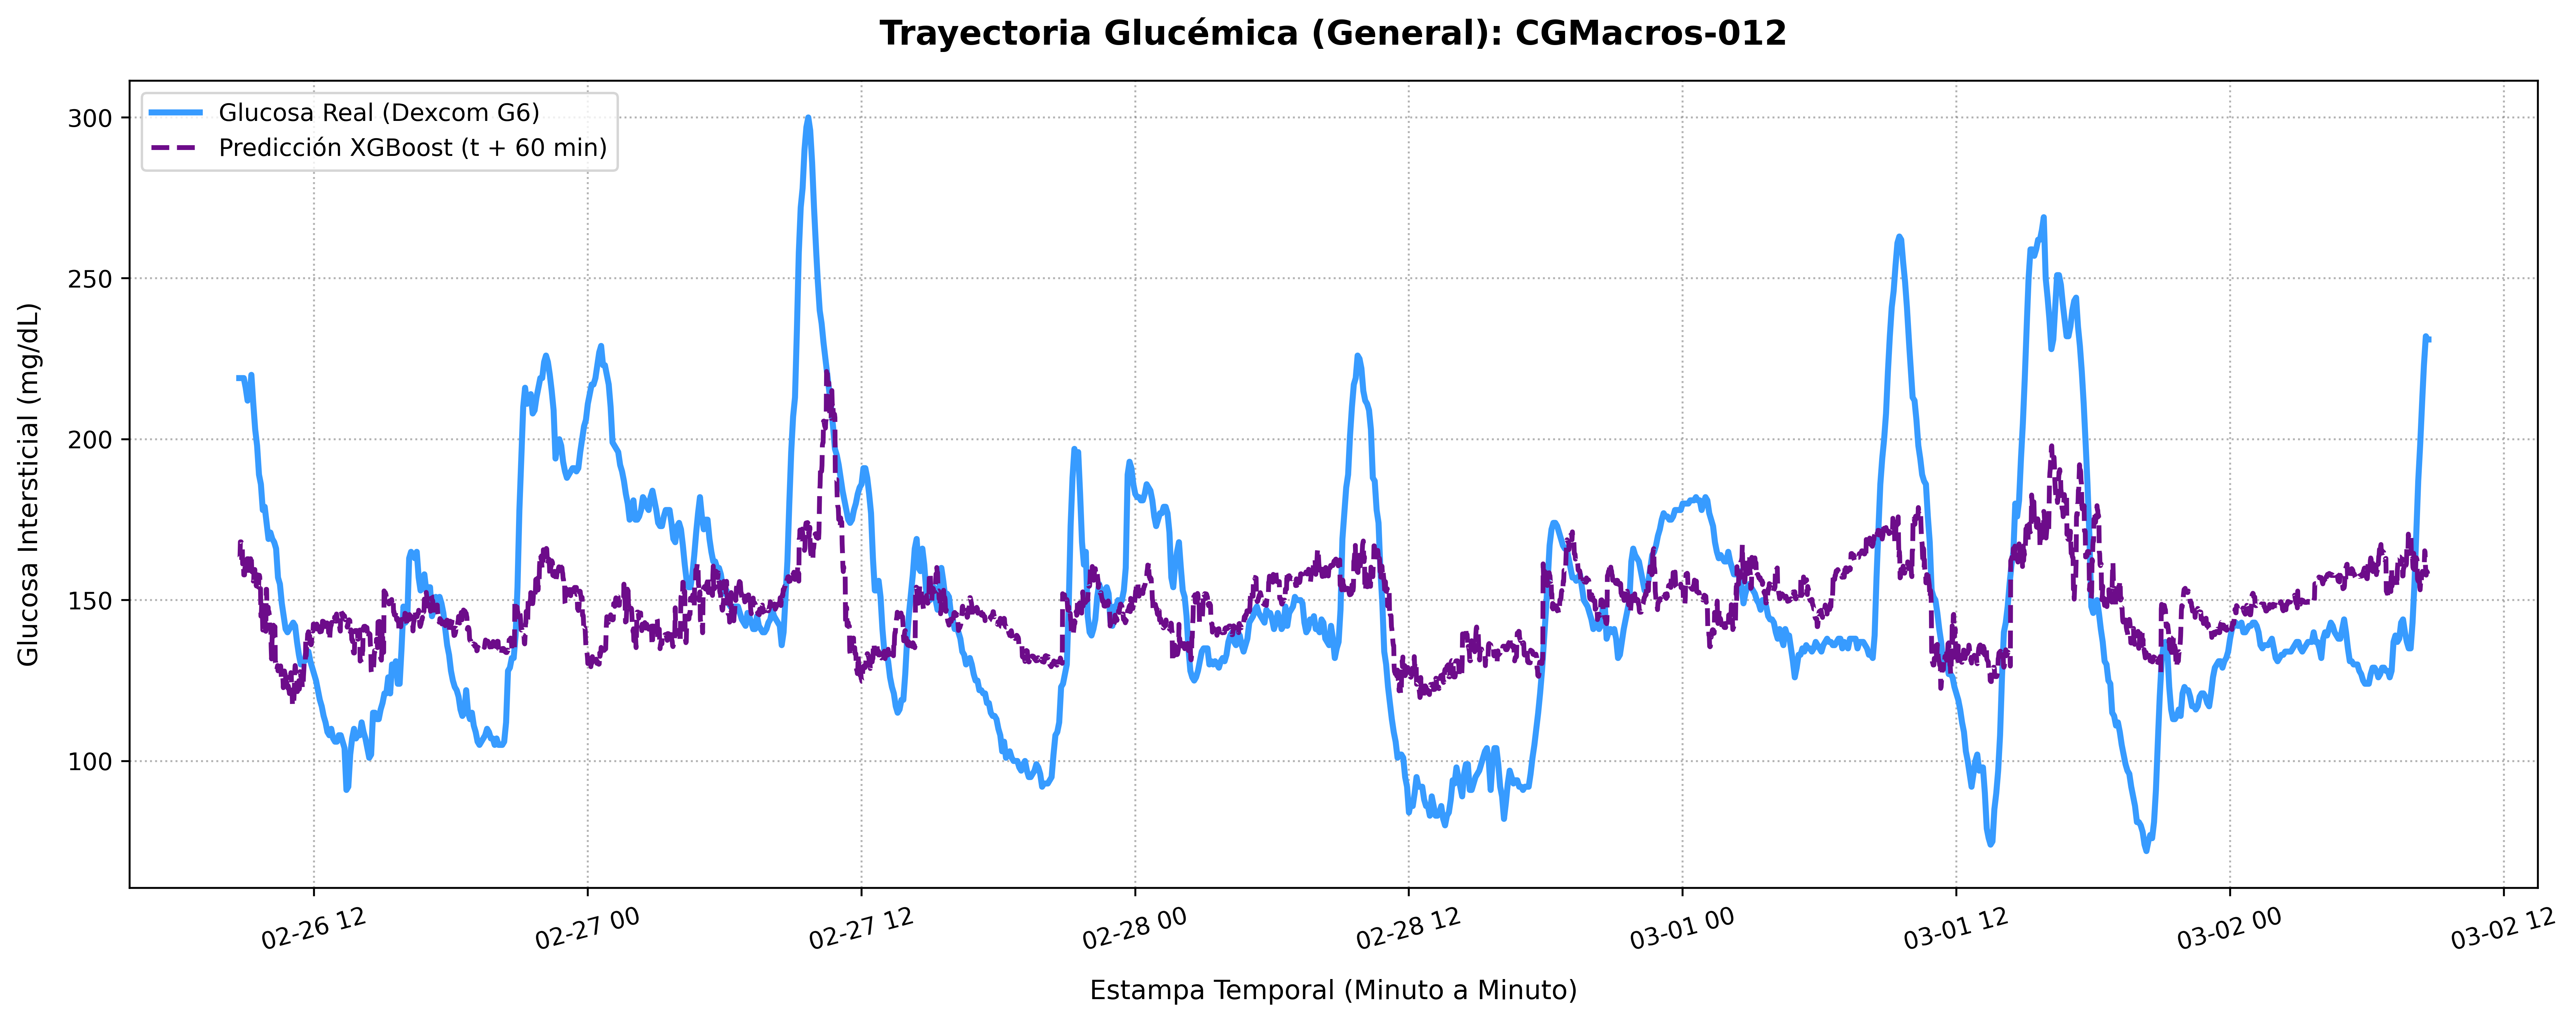 Trayectoria Glucémica (General): CGMacros-012
Glucosa Real (Dexcom G6)
Predicción XGBoost (t + 60 min)
Glucosa Intersticial (mg/dL)
300
250
200
150
100
02-26 12
02-27 00
02-27 12
02-28 00
02-28 12
03-01 00
03-01 12
03-02 00
03-02 12
Estampa Temporal (Minuto a Minuto)